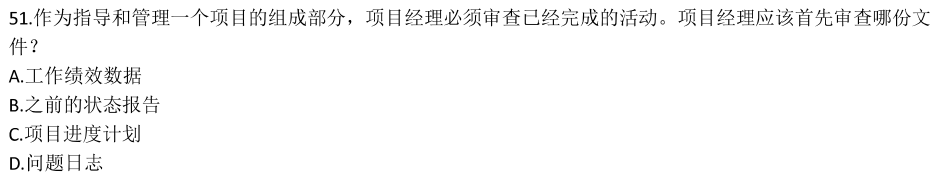 51.作为指导和管理一个项目的组成部分，项目经理必须审查已经完成的活动。项目经理应该首先审查哪份文
件？
A.工作绩效数据
B.之前的状态报告
C.项目进度计划
D.问题日志